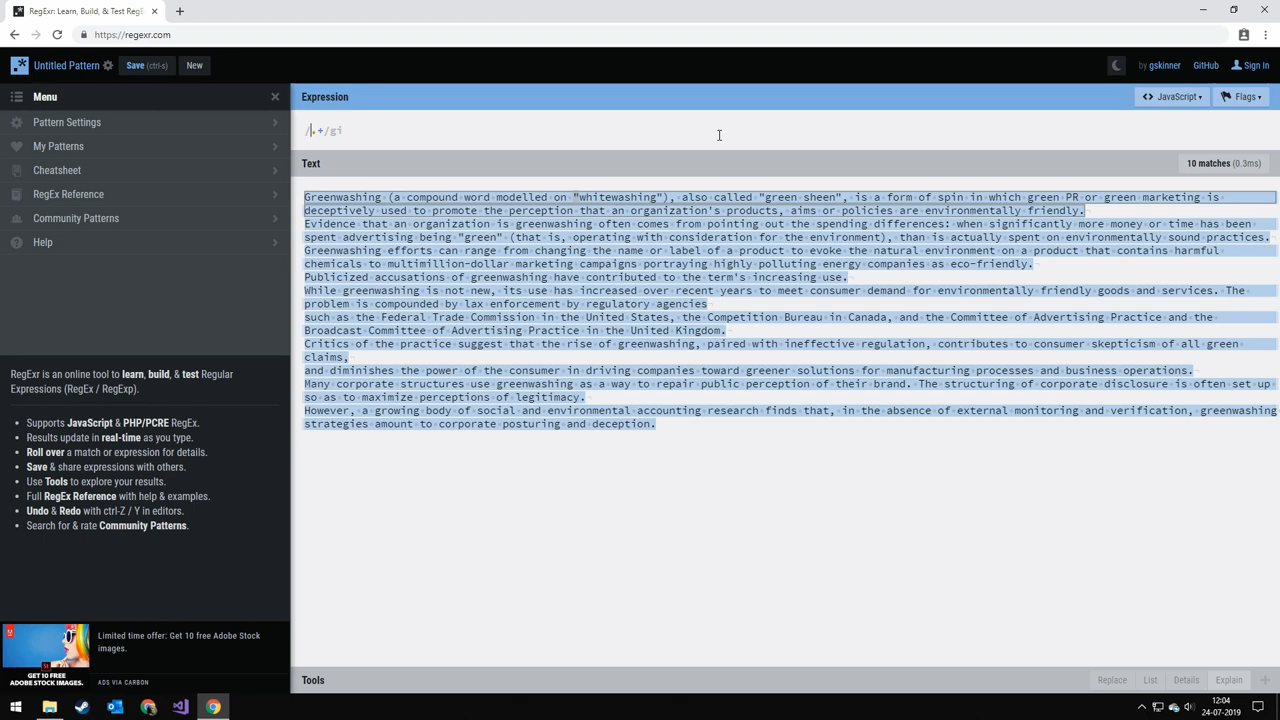 RegExr: Learn, Build, & Test RegEx
https://regexr.com
Untitled Pattern Save (ctrl-s) New by gskinner GitHub Sign In
Menu
Pattern Settings
My Patterns
Cheatsheet
RegEx Reference
Community Patterns
Help
RegExr is an online tool to learn, build, & test Regular
Expressions (RegEx / RegExp).
Supports JavaScript & PHP/PCRE RegEx.
Results update in real-time as you type.
Roll over a match or expression for details.
Save & share expressions with others.
Use Tools to explore your results.
Full RegEx Reference with help & examples.
Undo & Redo with ctrl-Z / Y in editors.
Search for & rate Community Patterns.
Limited time offer: Get 10 free Adobe Stock
images.
GET 10 FREE
ADOBE STOCK IMAGES.
ADS VIA CARBON
Expression <> JavaScript Flags
/.+/gi
Text 10 matches (0.3ms)
Greenwashing (a compound word modelled on "whitewashing"), also called "green sheen", is a form of spin in which green PR or green marketing is
deceptively used to promote the perception that an organization's products, aims or policies are environmentally friendly.
Evidence that an organization is greenwashing often comes from pointing out the spending differences: when significantly more money or time has been
spent advertising being "green" (that is, operating with consideration for the environment), than is actually spent on environmentally sound practices.
Greenwashing efforts can range from changing the name or label of a product to evoke the natural environment on a product that contains harmful
chemicals to multimillion-dollar marketing campaigns portraying highly polluting energy companies as eco-friendly.
Publicized accusations of greenwashing have contributed to the term's increasing use.
While greenwashing is not new, its use has increased over recent years to meet consumer demand for environmentally friendly goods and services. The
problem is compounded by lax enforcement by regulatory agencies
such as the Federal Trade Commission in the United States, the Competition Bureau in Canada, and the Committee of Advertising Practice and the
Broadcast Committee of Advertising Practice in the United Kingdom.
Critics of the practice suggest that the rise of greenwashing, paired with ineffective regulation, contributes to consumer skepticism of all green
claims,
and diminishes the power of the consumer in driving companies toward greener solutions for manufacturing processes and business operations.
Many corporate structures use greenwashing as a way to repair public perception of their brand. The structuring of corporate disclosure is often set up
so as to maximize perceptions of legitimacy.
However, a growing body of social and environmental accounting research finds that, in the absence of external monitoring and verification, greenwashing
strategies amount to corporate posturing and deception.
Tools Replace List Details Explain
12:04
24-07-2019